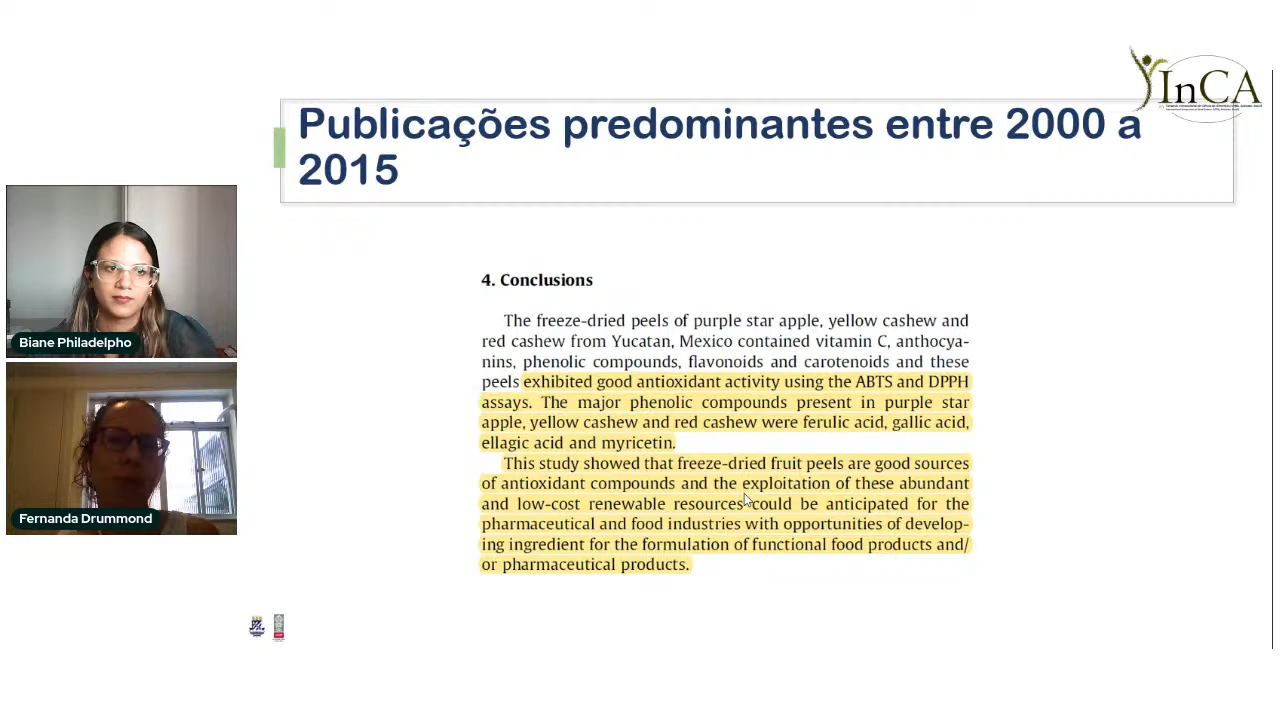 InCA
Publicações predominantes entre 2000 a
2015
Biane Philadelpho
Fernanda Drummond
4. Conclusions
The freeze-dried peels of purple star apple, yellow cashew and
red cashew from Yucatan, Mexico contained vitamin C, anthocya-
nins, phenolic compounds, flavonoids and carotenoids and these
peels exhibited good antioxidant activity using the ABTS and DPPH
assays. The major phenolic compounds present in purple star
apple, yellow cashew and red cashew were ferulic acid, gallic acid,
ellagic acid and myricetin.
This study showed that freeze-dried fruit peels are good sources
of antioxidant compounds and the exploitation of these abundant
and low-cost renewable resources could be anticipated for the
pharmaceutical and food industries with opportunities of develop-
ing ingredient for the formulation of functional food products and/
or pharmaceutical products.